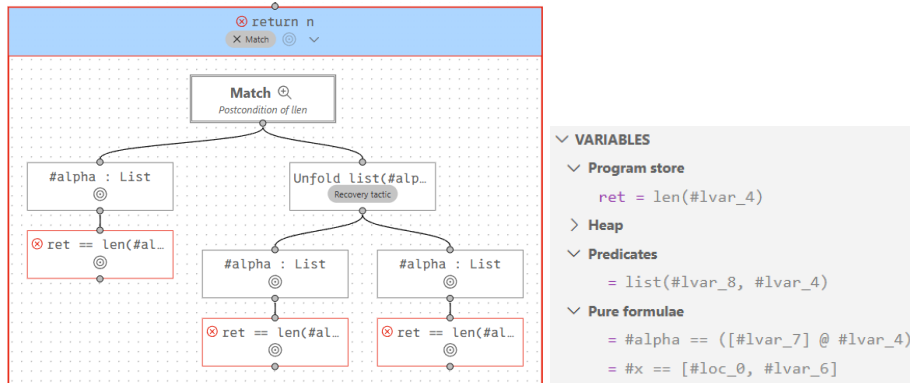 return n
Match
Match
Postcondition of llen
#alpha : List
Unfold list(#alp…
Recovery tactic
ret == len(#al…
#alpha : List
#alpha : List
ret == len(#al…
ret == len(#al…
VARIABLES
Program store
ret = len(#lvar_4)
Heap
Predicates
= list(#lvar_8, #lvar_4)
Pure formulae
= #alpha == ([#lvar_7] @ #lvar_4)
= #x == [#loc_0, #lvar_6]